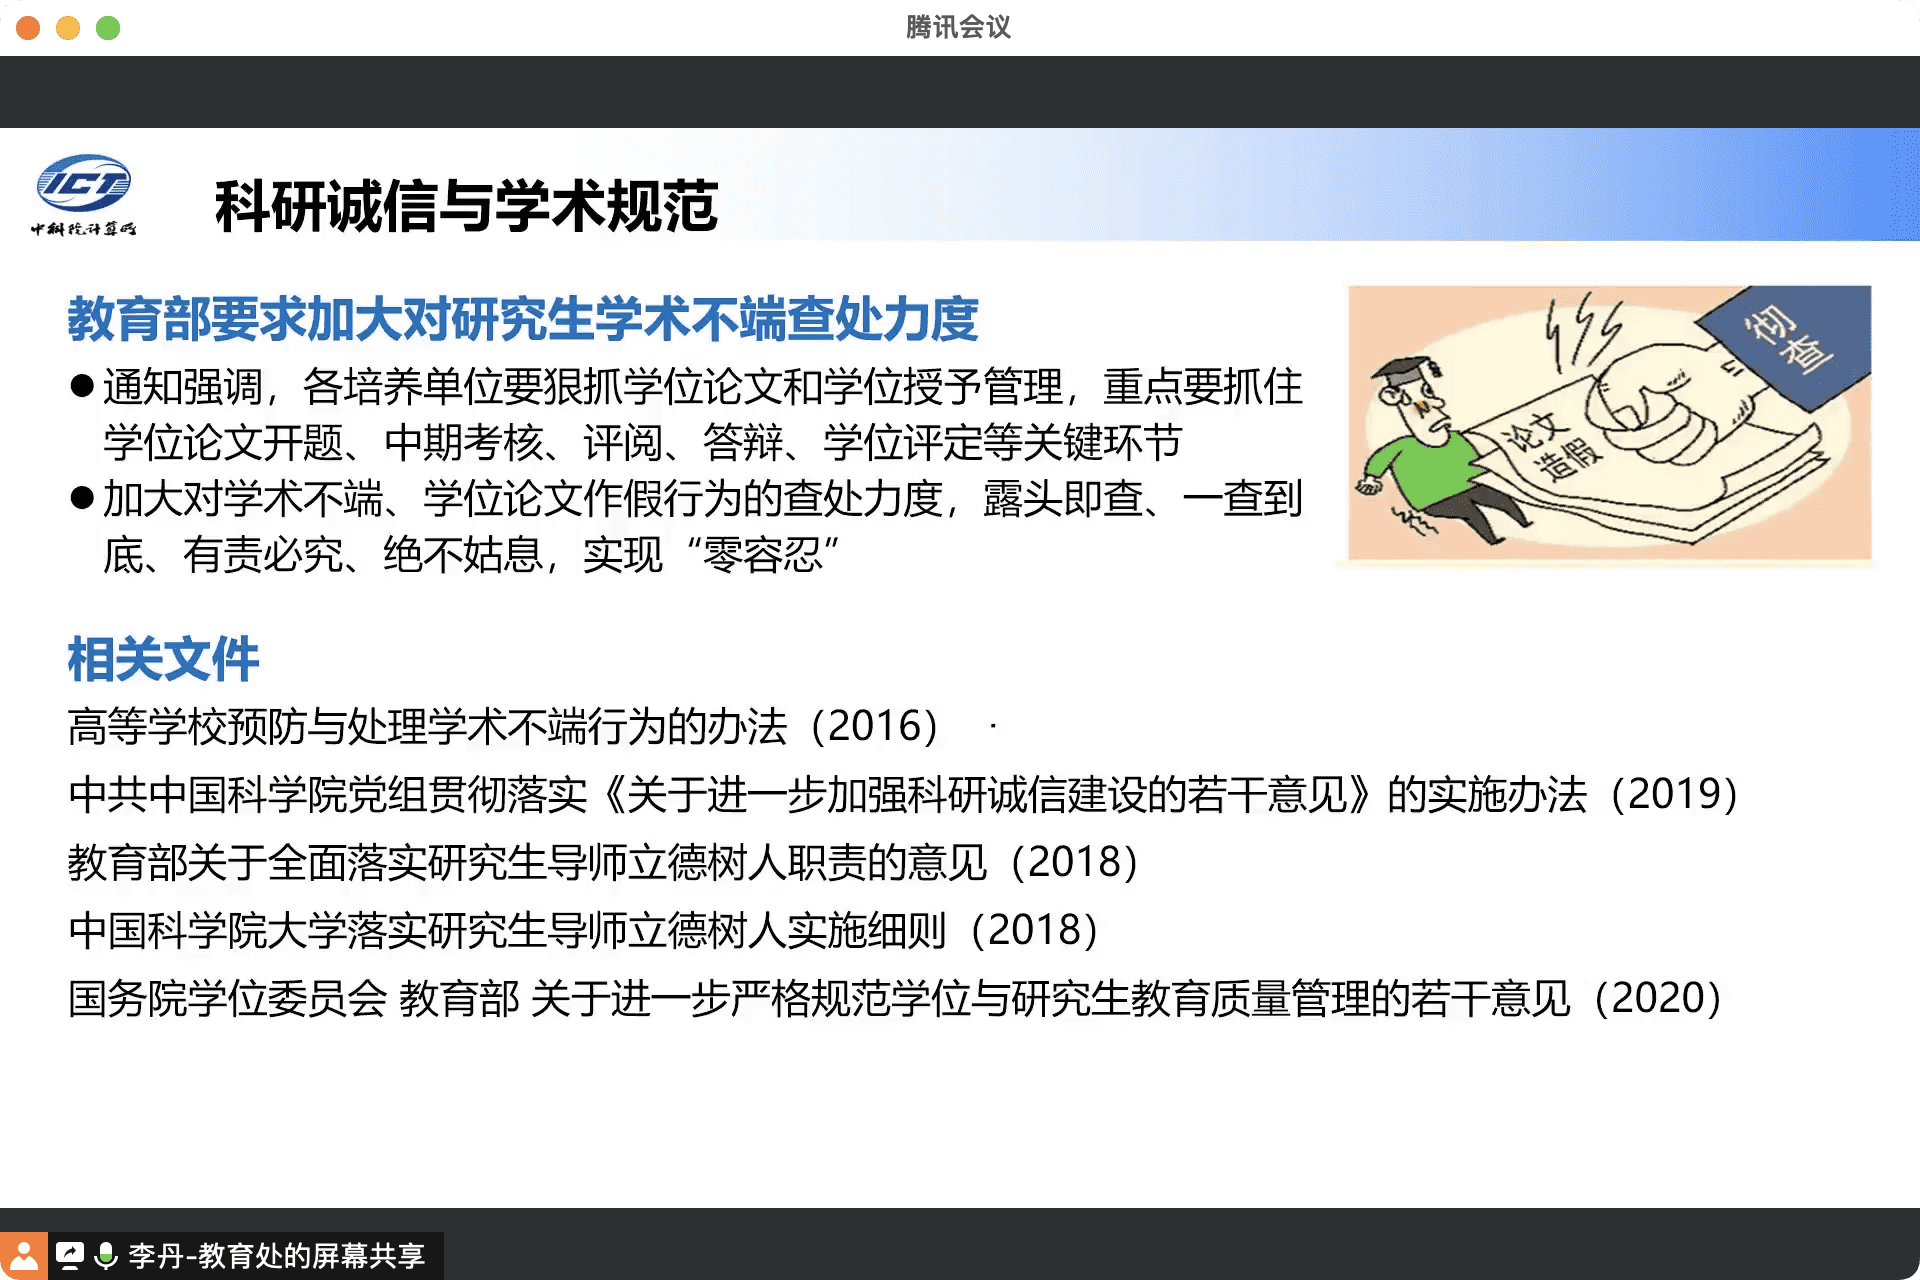 腾讯会议
ICT
中科院计算所
科研诚信与学术规范
教育部要求加大对研究生学术不端查处力度
●通知强调，各培养单位要狠抓学位论文和学位授予管理，重点要抓住
学位论文开题、中期考核、评阅、答辩、学位评定等关键环节
●加大对学术不端、学位论文作假行为的查处力度，露头即查、一查到
底、有责必究、绝不姑息，实现“零容忍”
彻
查
论文
造假
相关文件
高等学校预防与处理学术不端行为的办法（2016）
中共中国科学院党组贯彻落实《关于进一步加强科研诚信建设的若干意见》的实施办法（2019）
教育部关于全面落实研究生导师立德树人职责的意见（2018）
中国科学院大学落实研究生导师立德树人实施细则（2018）
国务院学位委员会 教育部 关于进一步严格规范学位与研究生教育质量管理的若干意见（2020）
李丹-教育处的屏幕共享